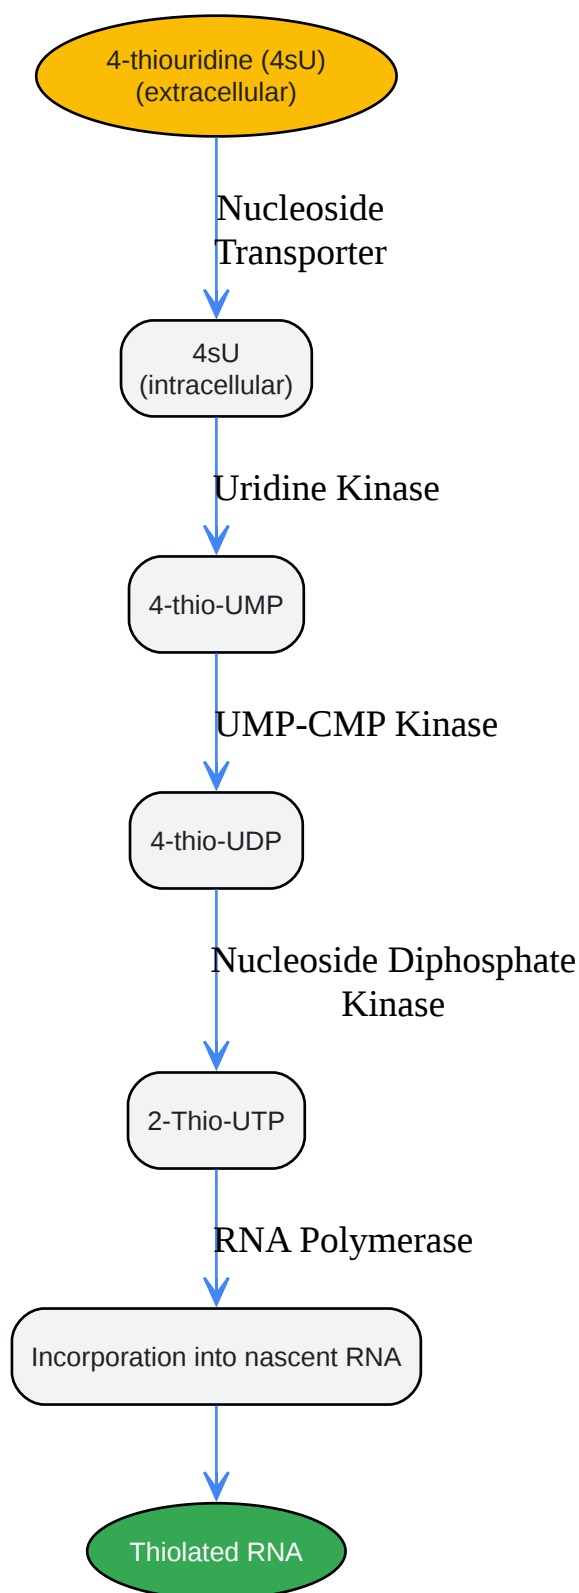 4-thiouridine (4sU)
(extracellular)
Nucleoside
Transporter
4sU
(intracellular)
Uridine Kinase
4-thio-UMP
UMP-CMP Kinase
4-thio-UDP
Nucleoside Diphosphate
Kinase
2-Thio-UTP
RNA Polymerase
Incorporation into nascent RNA
Thiolated RNA